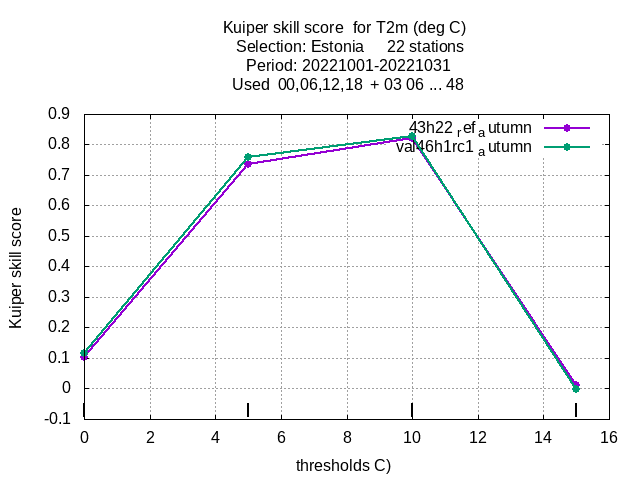 Kuiper skill score  for T2m (deg C)
Selection: Estonia     22 stations
Period: 20221001-20221031
Used  00,06,12,18  + 03 06 ... 48
0.9
0.8
0.7
0.6
0.5
0.4
0.3
0.2
0.1
0
-0.1
Kuiper skill score
43h22 ref autumn
val46h1rc1 autumn
0 2 4 6 8 10 12 14 16
thresholds C)